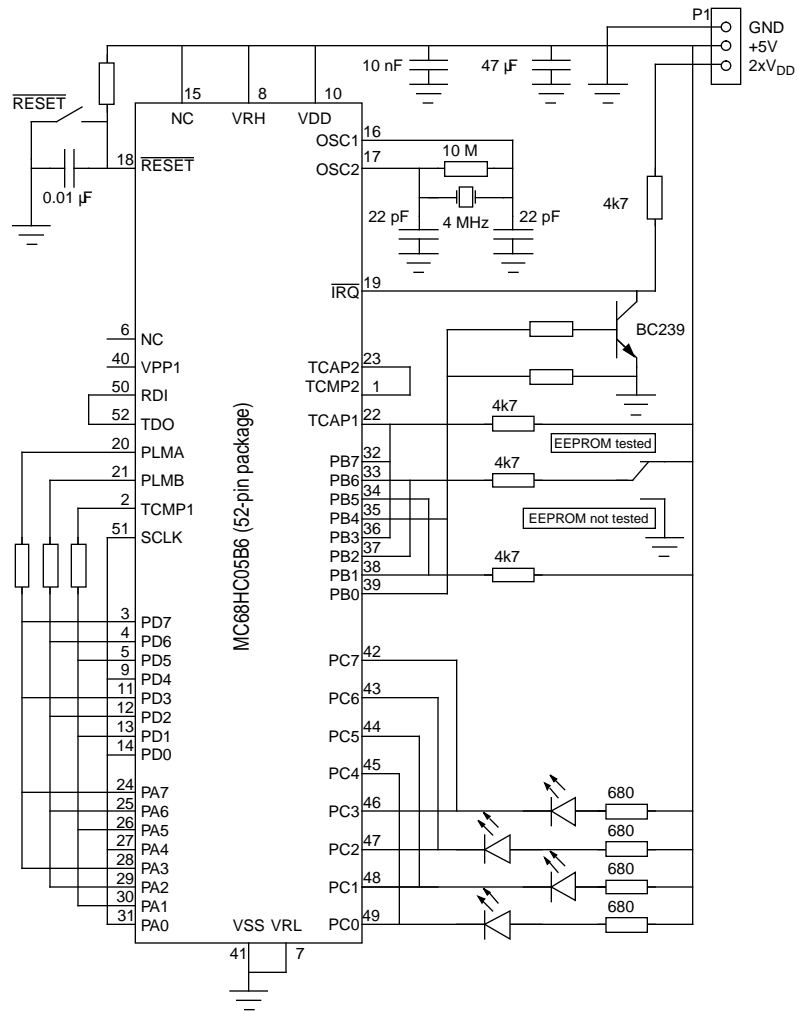 P1
GND
+5V
2xVDD
10 nF
47 µF
15
8
10
NC
VRH
VDD
RESET
18
RESET
0.01 µF
OSC1
16
OSC2
17
10 M
22 pF
4 MHz
22 pF
4k7
IRQ
19
BC239
6
NC
40
VPP1
50
RDI
52
TDO
20
PLMA
21
PLMB
2
TCMP1
51
SCLK
TCAP2
23
TCMP2
1
TCAP1
22
4k7
EEPROM tested
PB7
32
PB6
33
4k7
PB5
34
PB4
35
EEPROM not tested
PB3
36
PB2
37
PB1
38
4k7
PB0
39
MC68HC05B6 (52-pin package)
3
PD7
4
PD6
5
PD5
9
PD4
11
PD3
12
PD2
13
PD1
14
PD0
PC7
42
PC6
43
PC5
44
PC4
45
24
PA7
25
PA6
26
PA5
27
PA4
28
PA3
29
PA2
30
PA1
31
PA0
PC3
46
680
PC2
47
680
PC1
48
680
PC0
49
680
VSS
VRL
41
7